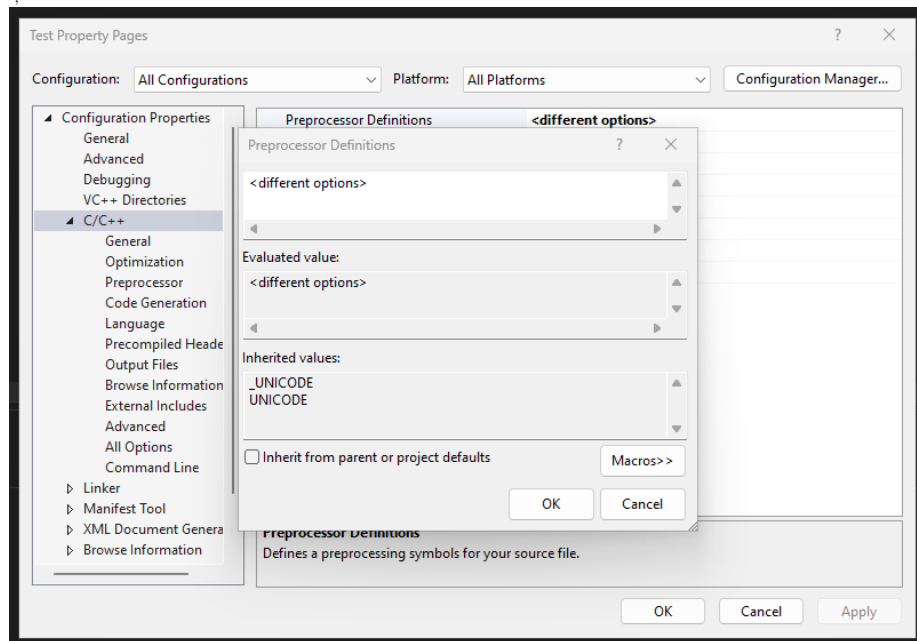 Test Property Pages
Configuration: All Configurations Platform: All Platforms Configuration Manager...
Configuration Properties
General
Advanced
Debugging
VC++ Directories
C/C++
General
Optimization
Preprocessor
Code Generation
Language
Precompiled Heade
Output Files
Browse Information
External Includes
Advanced
All Options
Command Line
Linker
Manifest Tool
XML Document Genera
Browse Information
Preprocessor Definitions <different options>
Preprocessor Definitions
<different options>
Evaluated value:
<different options>
Inherited values:
_UNICODE
UNICODE
Inherit from parent or project defaults
Macros>>
OK Cancel
Preprocessor Definitions
Defines a preprocessing symbols for your source file.
OK Cancel Apply